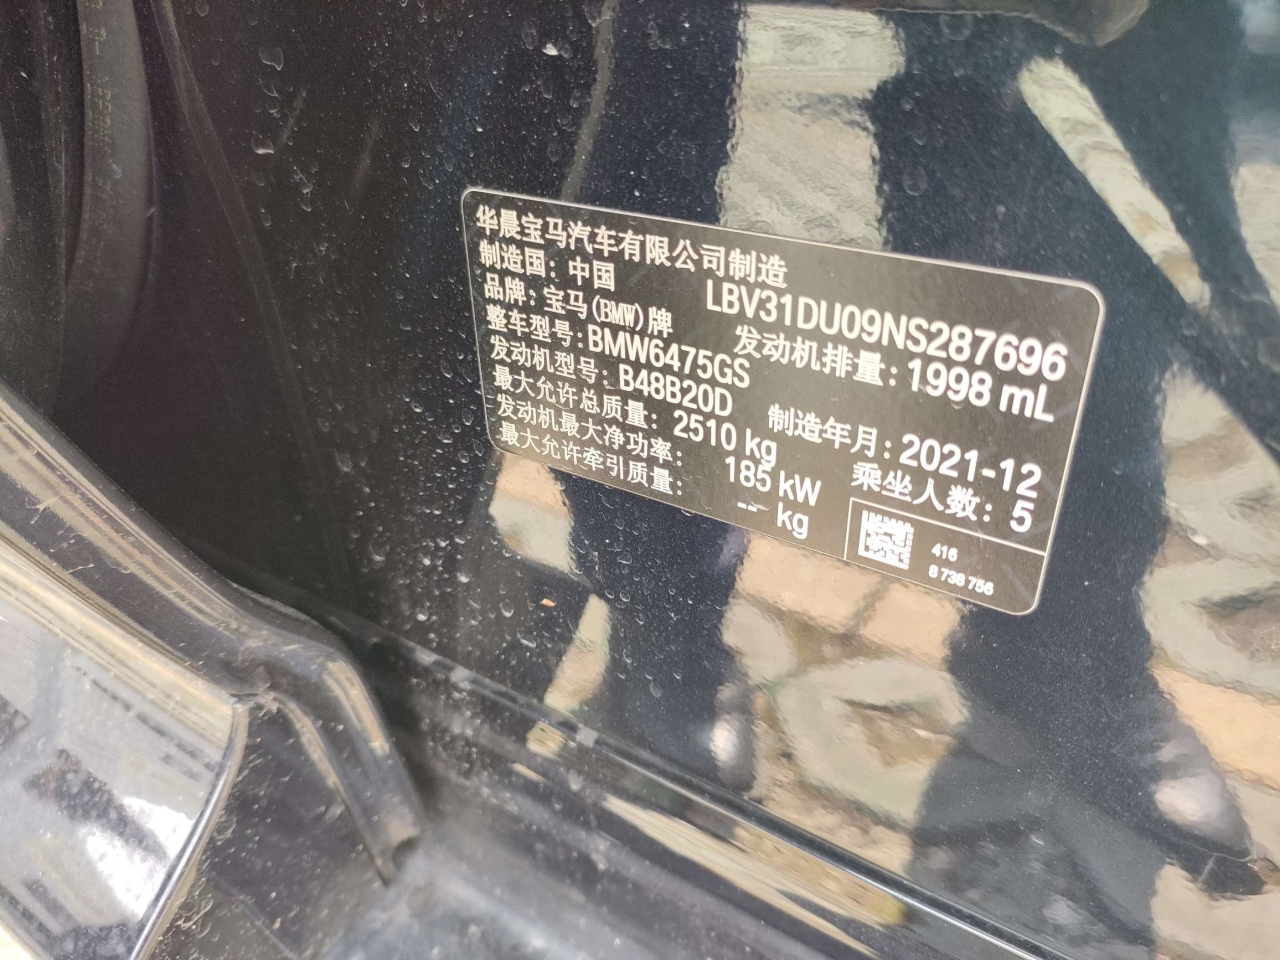 华晨宝马汽车有限公司制造
制造国：中国 LBV31DU09NS287696
品牌：宝马(BMW)牌 发动机排量：1998 mL
整车型号：BMW6475GS
发动机型号：B48B20D 制造年月：2021-12
最大允许总质量：2510 kg 乘坐人数：5
发动机最大净功率：185 kW
最大允许牵引质量：-- kg
416
8 738 756